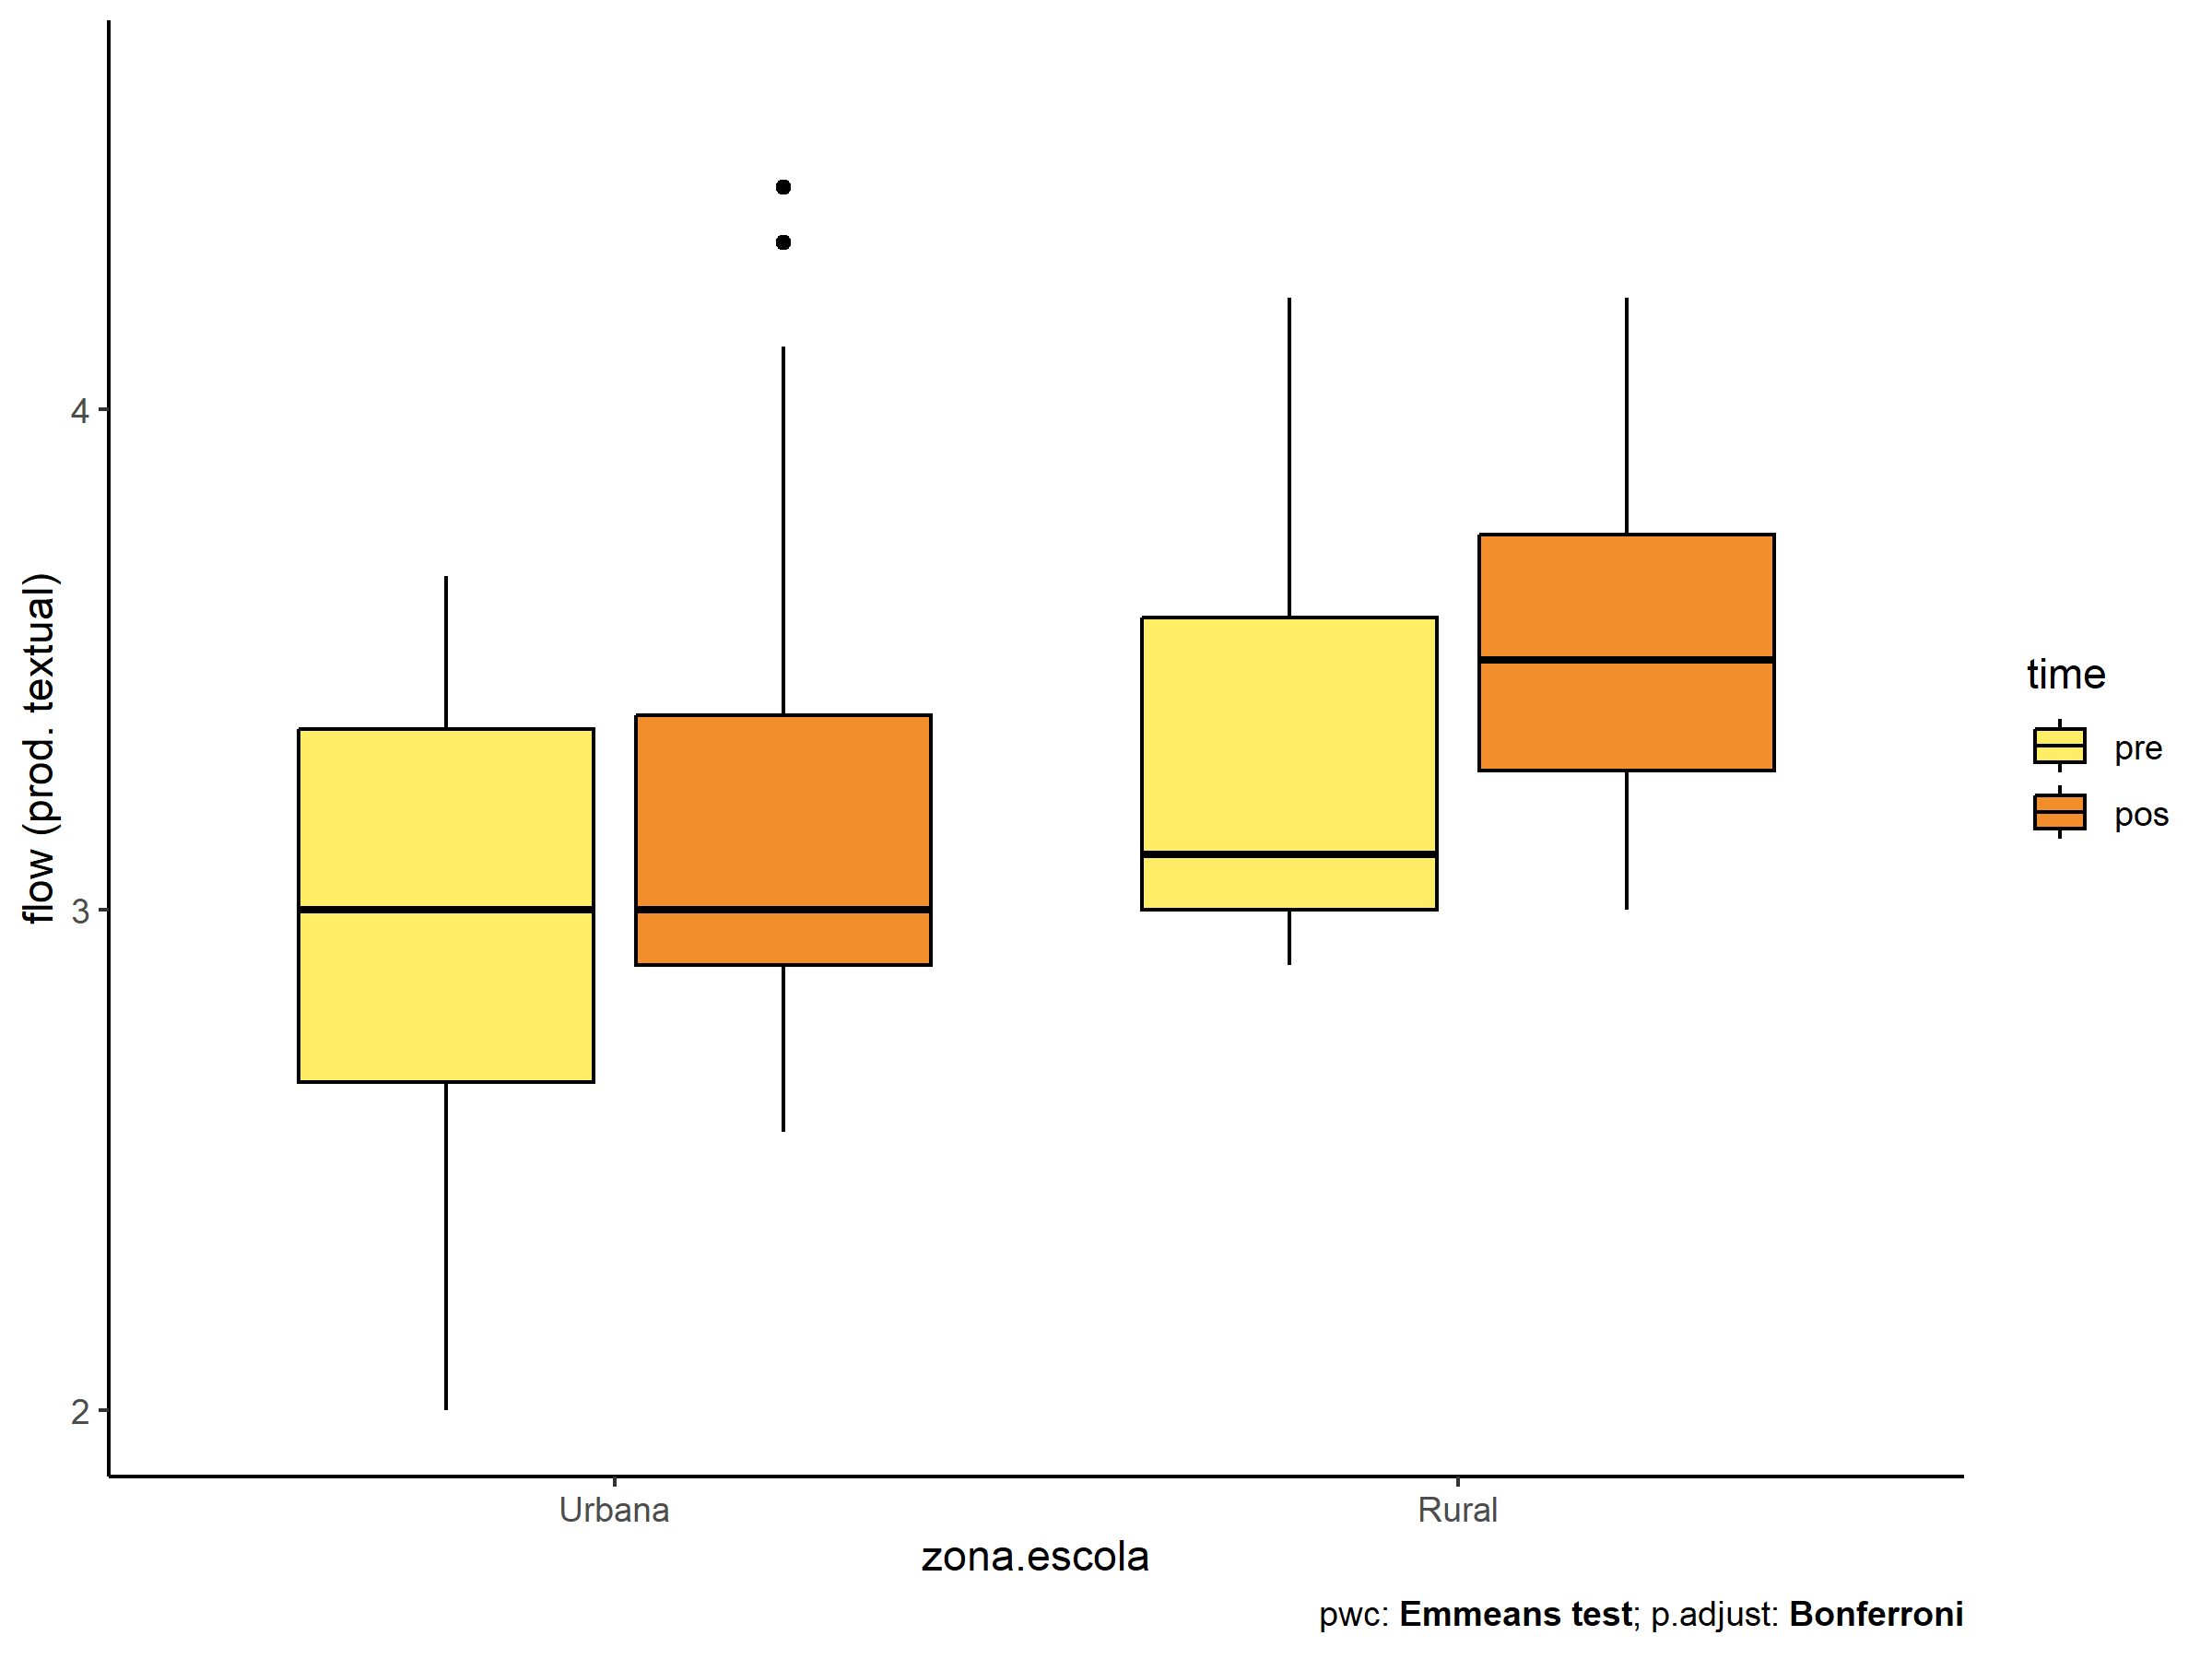 flow (prod. textual)
4
3
2
Urbana
Rural
zona.escola
time
pre
pos
pwc: Emmeans test; p.adjust: Bonferroni